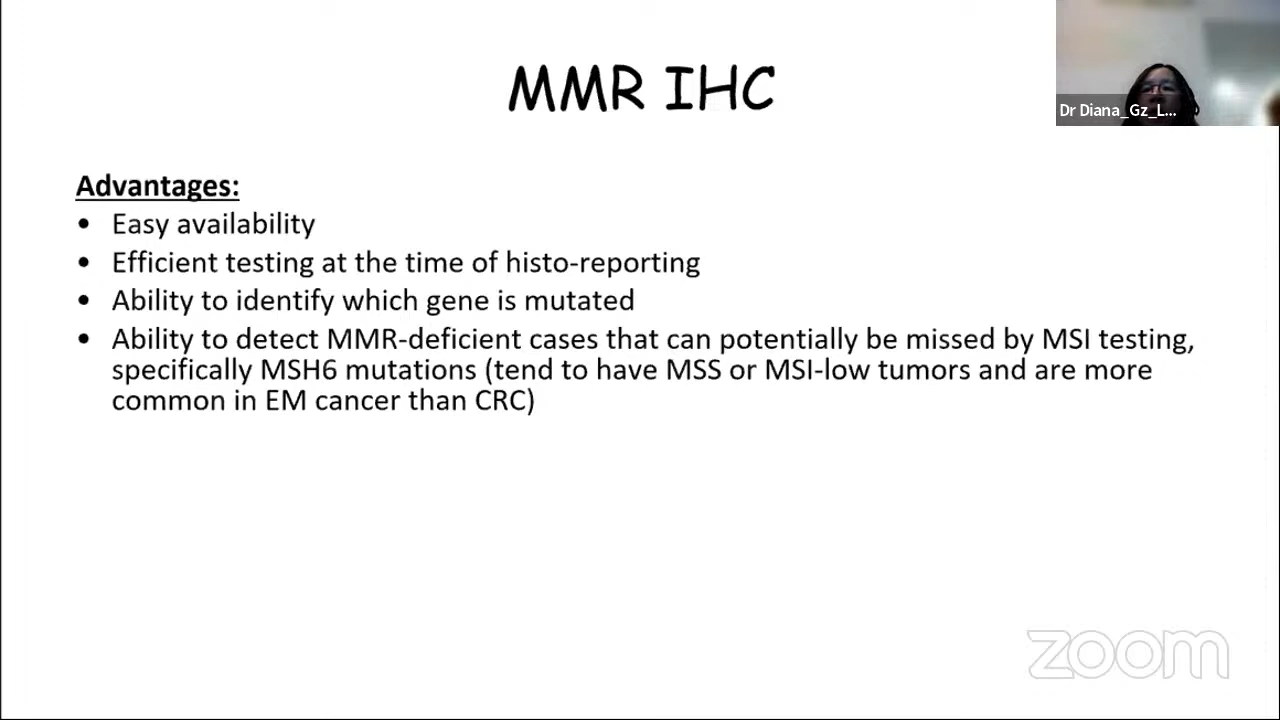 MMR IHC
Dr Diana_Gz_L...
Advantages:
• Easy availability
• Efficient testing at the time of histo-reporting
• Ability to identify which gene is mutated
• Ability to detect MMR-deficient cases that can potentially be missed by MSI testing,
specifically MSH6 mutations (tend to have MSS or MSI-low tumors and are more
common in EM cancer than CRC)
zoom